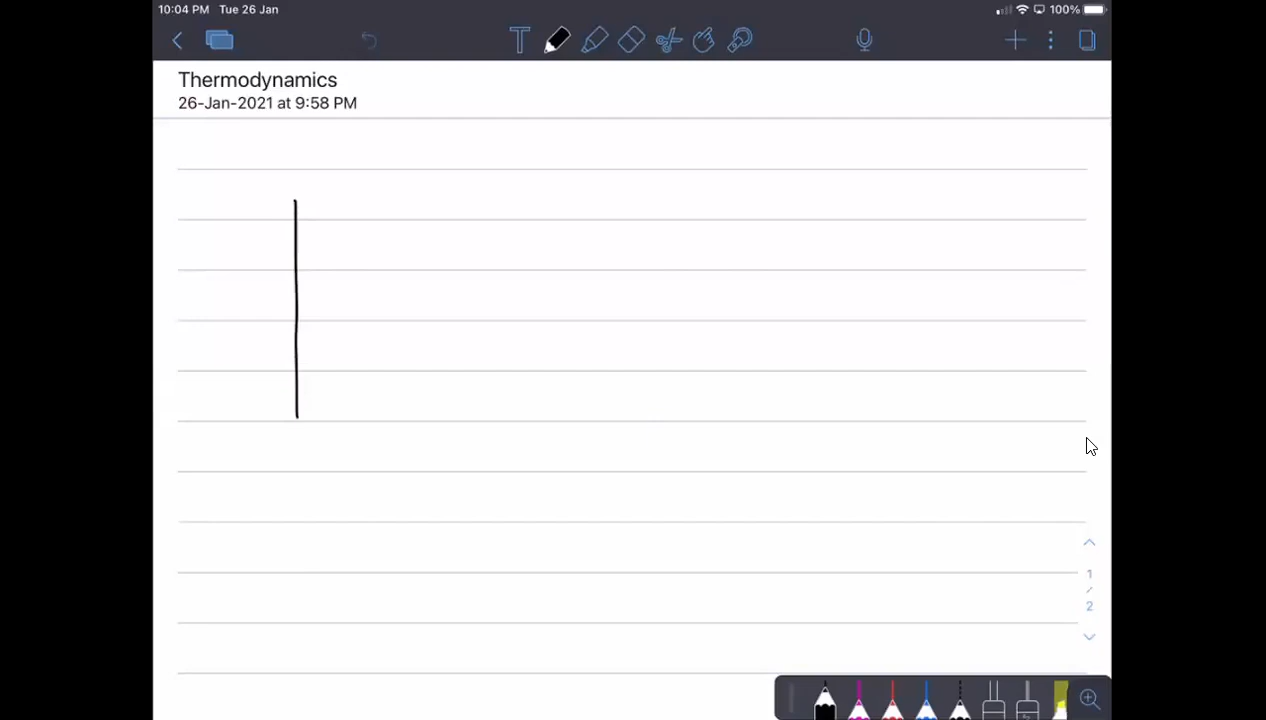 10:04 PM Tue 26 Jan
100%
T
Thermodynamics
26-Jan-2021 at 9:58 PM
1
/
2